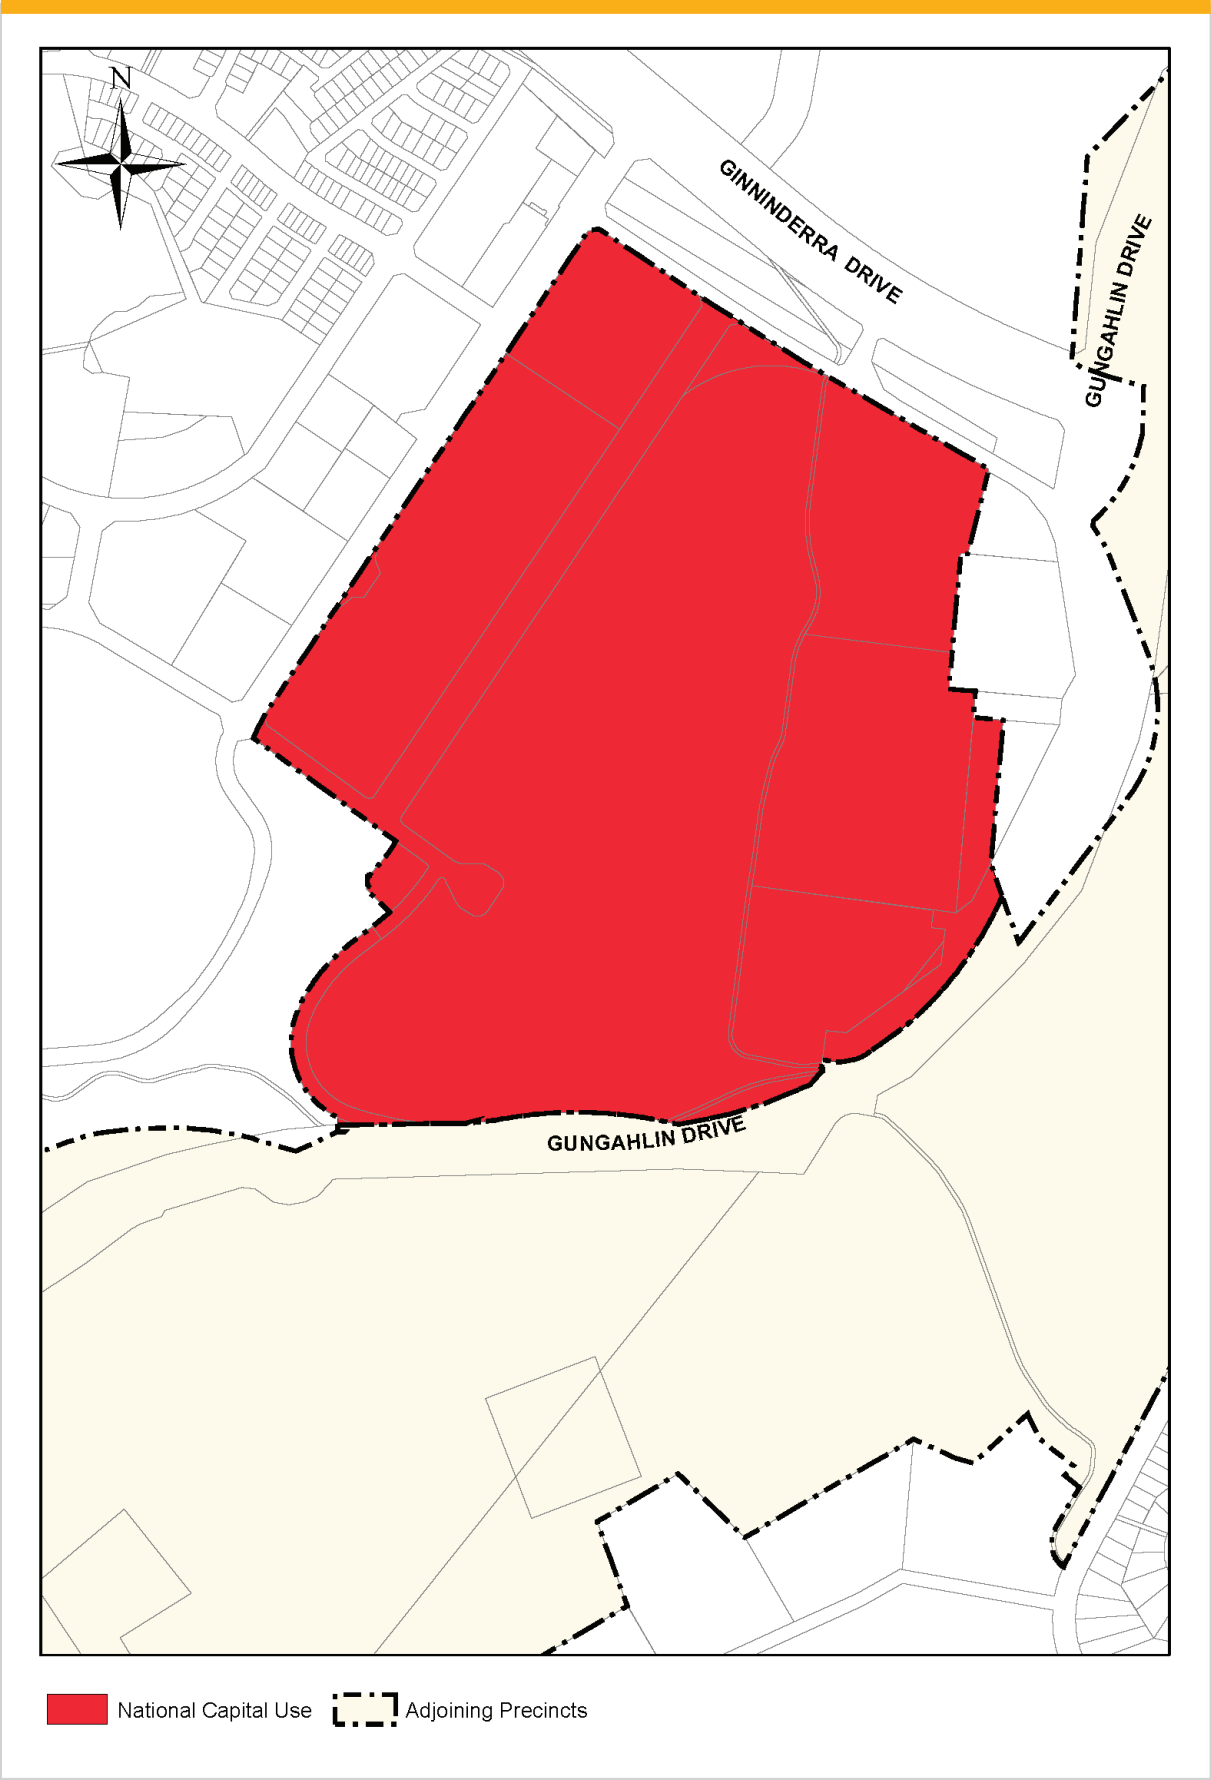 N
GINNINDERRA DRIVE
GUNGAHLIN DRIVE
GUNGAHLIN DRIVE
National Capital Use
Adjoining Precincts